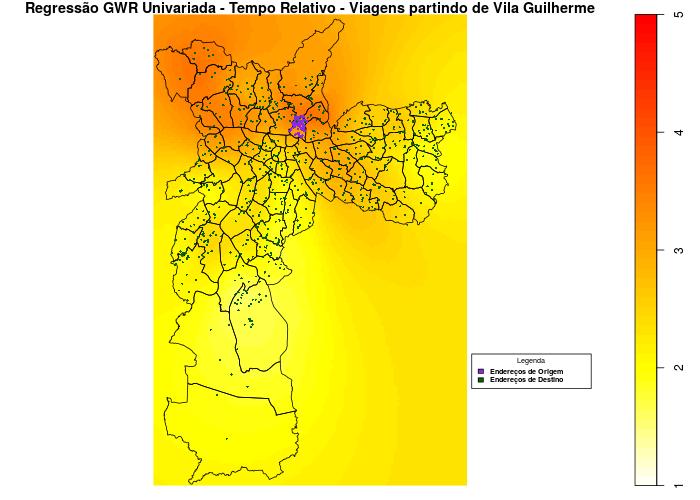 Regressão GWR Univariada - Tempo Relativo - Viagens partindo de Vila Guilherme
5
4
3
2
1
Legenda
Endereços de Origem
Endereços de Destino